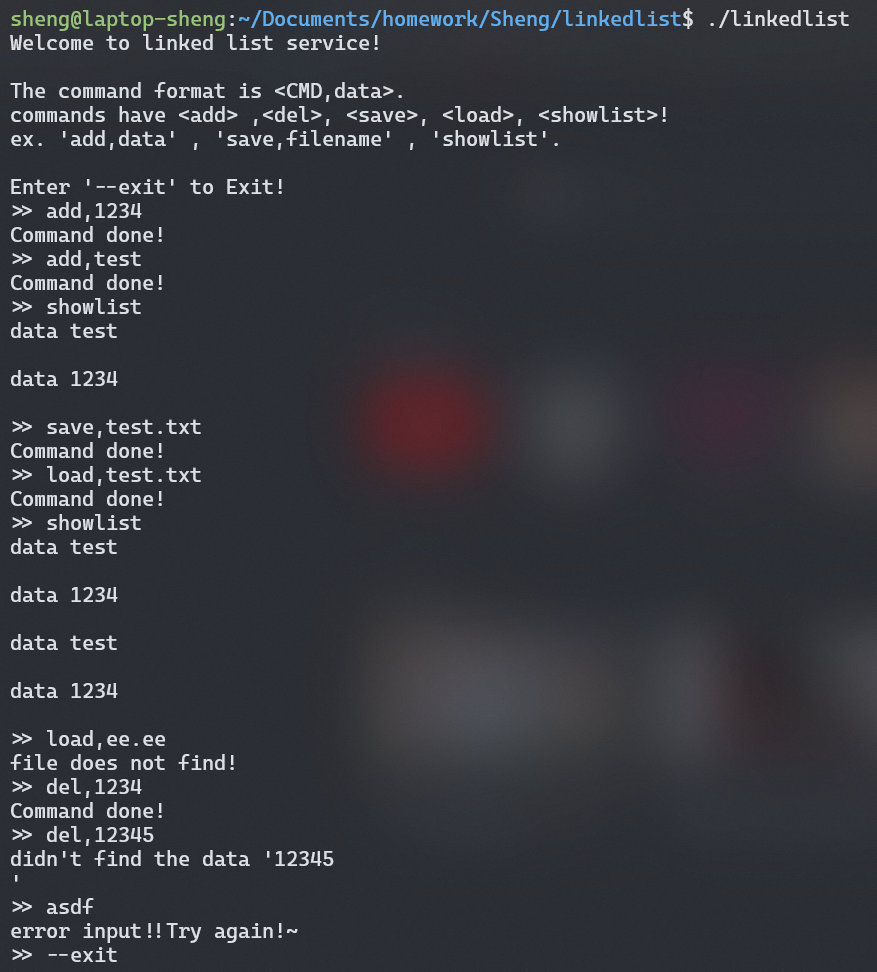 sheng@laptop-sheng:~/Documents/homework/Sheng/linkedlist$ ./linkedlist
Welcome to linked list service!
The command format is <CMD,data>.
commands have <add> ,<del>, <save>, <load>, <showlist>!
ex. 'add,data' , 'save,filename' , 'showlist'.
Enter '--exit' to Exit!
>> add,1234
Command done!
>> add,test
Command done!
>> showlist
data test
data 1234
>> save,test.txt
Command done!
>> load,test.txt
Command done!
>> showlist
data test
data 1234
data test
data 1234
>> load,ee.ee
file does not find!
>> del,1234
Command done!
>> del,12345
didn't find the data '12345
'
>> asdf
error input!!Try again!~
>> --exit